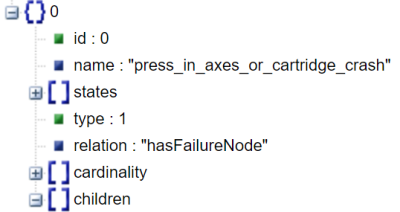 {} 0
id : 0
name : "press_in_axes_or_cartridge_crash"
[] states
type : 1
relation : "hasFailureNode"
[] cardinality
[] children